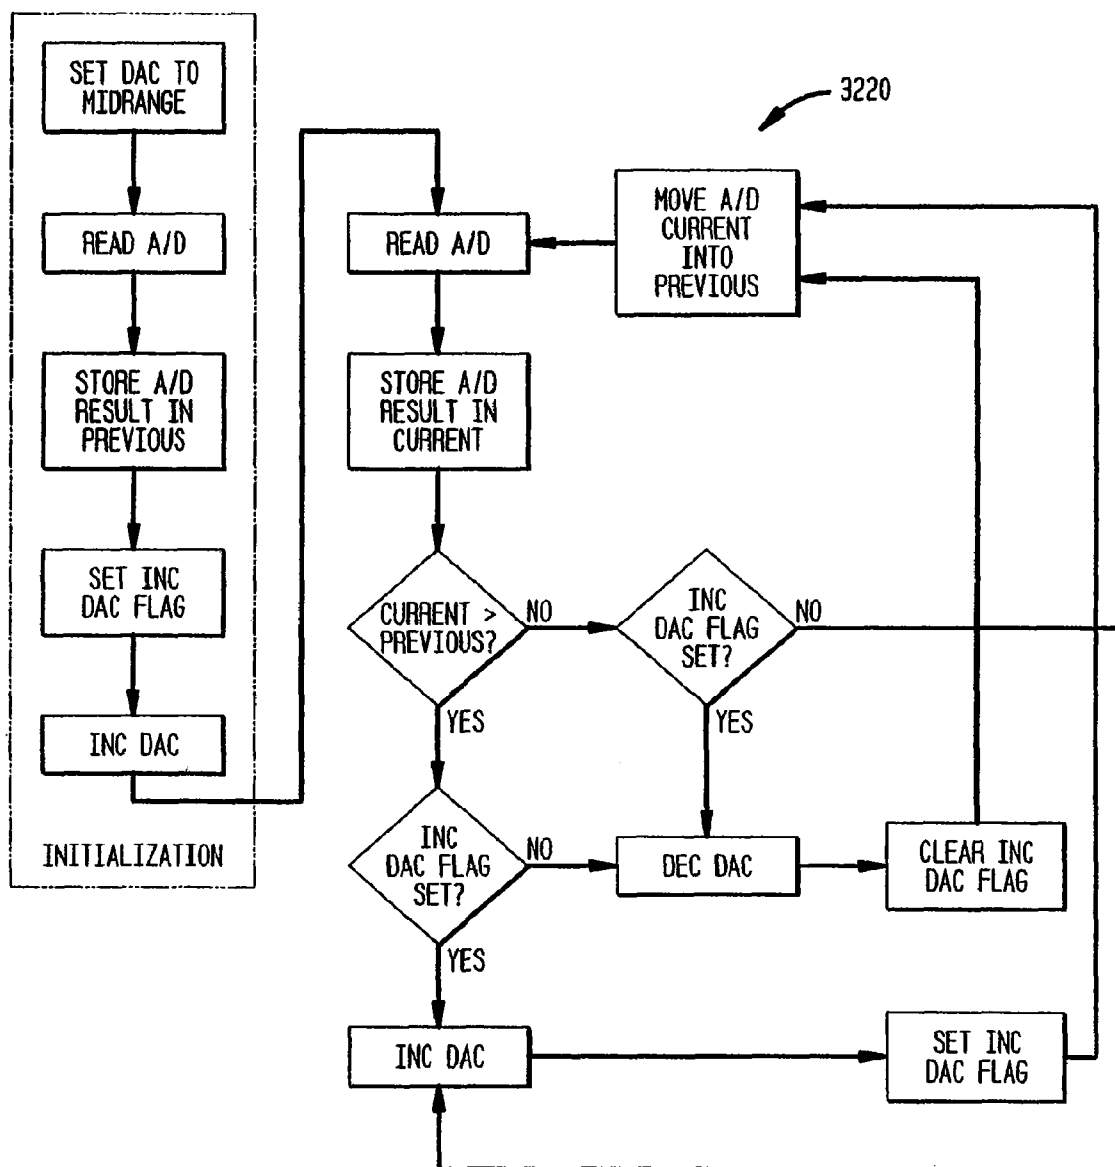 SET DAC TO
MIDRANGE
READ A/D
STORE A/D
RESULT IN
PREVIOUS
SET INC
DAC FLAG
INC DAC
INITIALIZATION
3220
READ A/D
MOVE A/D
CURRENT
INTO
PREVIOUS
STORE A/D
RESULT IN
CURRENT
CURRENT >
PREVIOUS?
NO
YES
INC
DAC FLAG
SET?
NO
YES
INC
DAC FLAG
SET?
NO
YES
DEC DAC
CLEAR INC
DAC FLAG
INC DAC
SET INC
DAC FLAG